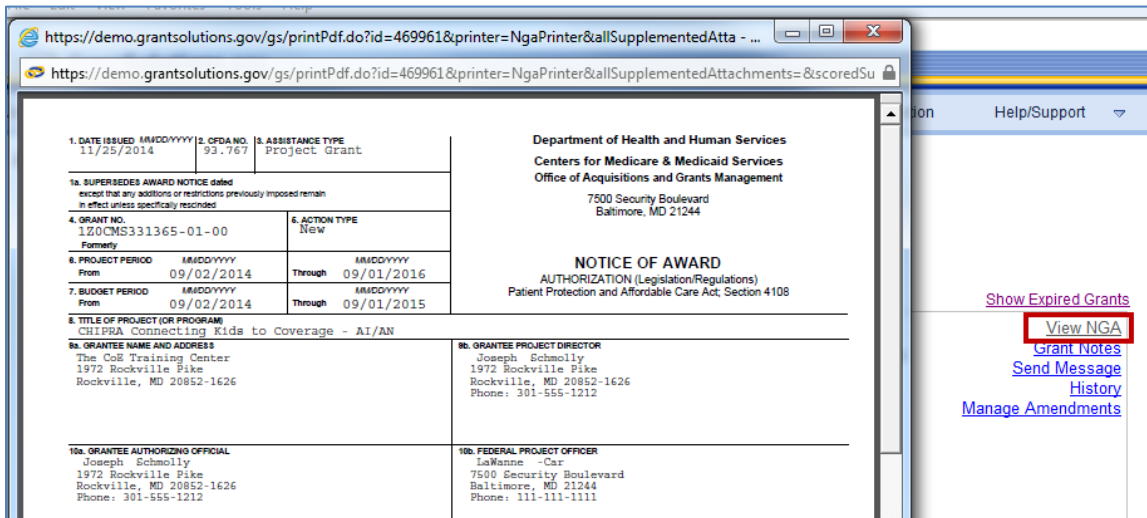 https://demo.grantsolutions.gov/gs/printPdf.do?id=469961&printer=NgaPrinter&allSupplementedAtta - ...
https://demo.grantsolutions.gov/gs/printPdf.do?id=469961&printer=NgaPrinter&allSupplementedAttachments=&scoredSu
Help/Support
1. DATE ISSUED MM/DD/YYYY 2. CFDA NO. 3. ASSISTANCE TYPE
11/25/2014 93.767 Project Grant
1a. SUPERSEDES AWARD NOTICE dated
except that any additions or restrictions previously imposed remain
in effect unless specifically rescinded
4. GRANT NO. 5. ACTION TYPE
1Z0CMS331365-01-00 New
Formerly
6. PROJECT PERIOD MM/DD/YYYY MM/DD/YYYY
From 09/02/2014 Through 09/01/2016
7. BUDGET PERIOD MM/DD/YYYY MM/DD/YYYY
From 09/02/2014 Through 09/01/2015
Department of Health and Human Services
Centers for Medicare & Medicaid Services
Office of Acquisitions and Grants Management
7500 Security Boulevard
Baltimore, MD 21244
NOTICE OF AWARD
AUTHORIZATION (Legislation/Regulations)
Patient Protection and Affordable Care Act; Section 4108
8. TITLE OF PROJECT (OR PROGRAM)
CHIPRA Connecting Kids to Coverage - AI/AN
9a. GRANTEE NAME AND ADDRESS
The CoE Training Center
1972 Rockville Pike
Rockville, MD 20852-1626
9b. GRANTEE PROJECT DIRECTOR
Joseph Schmolly
1972 Rockville Pike
Rockville, MD 20852-1626
Phone: 301-555-1212
10a. GRANTEE AUTHORIZING OFFICIAL
Joseph Schmolly
1972 Rockville Pike
Rockville, MD 20852-1626
Phone: 301-555-1212
10b. FEDERAL PROJECT OFFICER
LaWanne -Car
7500 Security Boulevard
Baltimore, MD 21244
Phone: 111-111-1111
Show Expired Grants
View NGA
Grant Notes
Send Message
History
Manage Amendments